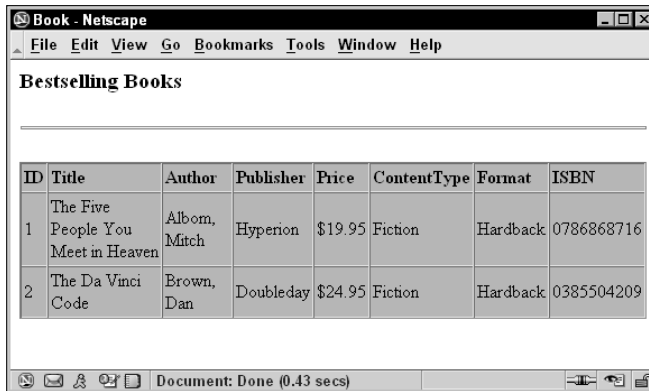 Book - Netscape
File Edit View Go Bookmarks Tools Window Help
Bestselling Books
ID Title Author Publisher Price ContentType Format ISBN
The Five
People You
Meet in Heaven
1 Albom, Mitch Hyperion $19.95 Fiction Hardback 0786868716
The Da Vinci
Code
2 Brown, Dan Doubleday $24.95 Fiction Hardback 0385504209
Document: Done (0.43 secs)